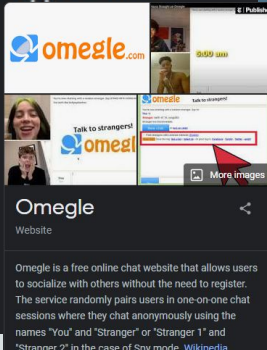 omegle.com
Publish
5:00 am
Talk to strangers!
omegl
omegle
Talk to strangers!
More images
Omegle
Website
Omegle is a free online chat website that allows users
to socialize with others without the need to register.
The service randomly pairs users in one-on-one chat
sessions where they chat anonymously using the
names "You" and "Stranger" or "Stranger 1" and
"Stranger 2" in the case of Spy mode. Wikipedia